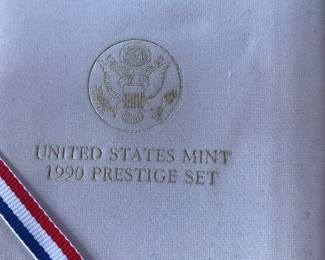 UNITED STATES MINT
1990 PRESTIGE SET